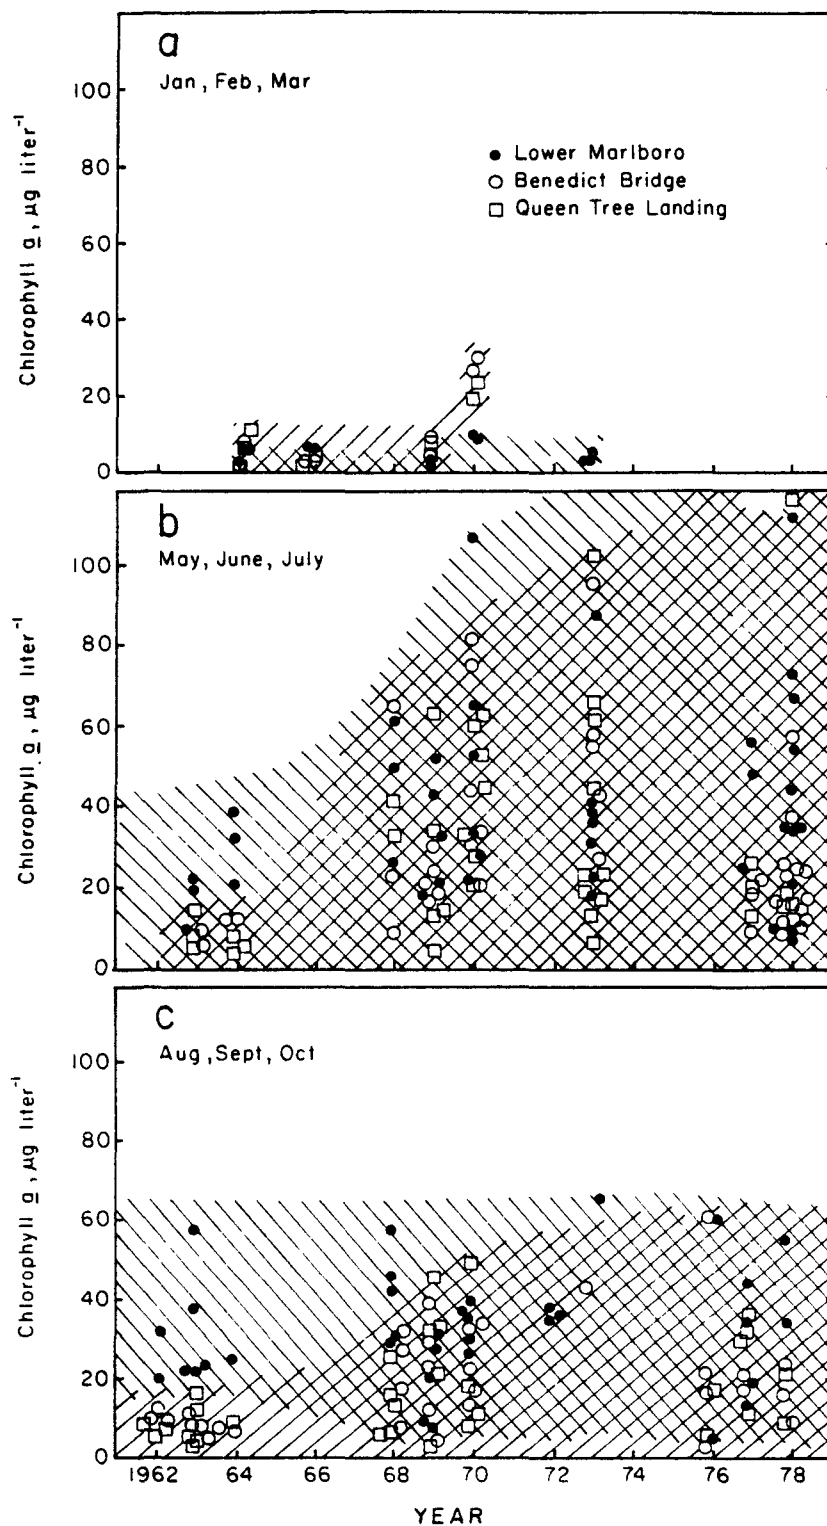 a
Jan, Feb, Mar
100
80
60
40
20
0
Chlorophyll a, µg liter⁻¹
Lower Marlboro
Benedict Bridge
Queen Tree Landing
b
May, June, July
100
80
60
40
20
0
Chlorophyll a, µg liter⁻¹
c
Aug, Sept, Oct
100
80
60
40
20
0
Chlorophyll a, µg liter⁻¹
1962 64 66 68 70 72 74 76 78
YEAR